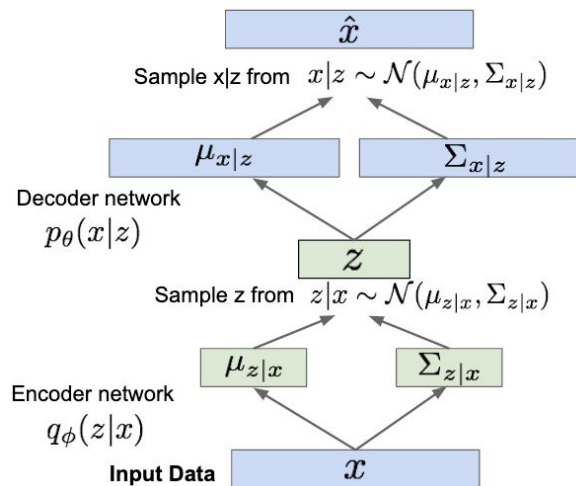 x̂
Sample x|z from x|z ∼ 𝒩(μ_{x|z}, Σ_{x|z})
μ_{x|z} Σ_{x|z}
Decoder network
p_θ(x|z)
z
Sample z from z|x ∼ 𝒩(μ_{z|x}, Σ_{z|x})
μ_{z|x} Σ_{z|x}
Encoder network
q_ϕ(z|x)
Input Data x